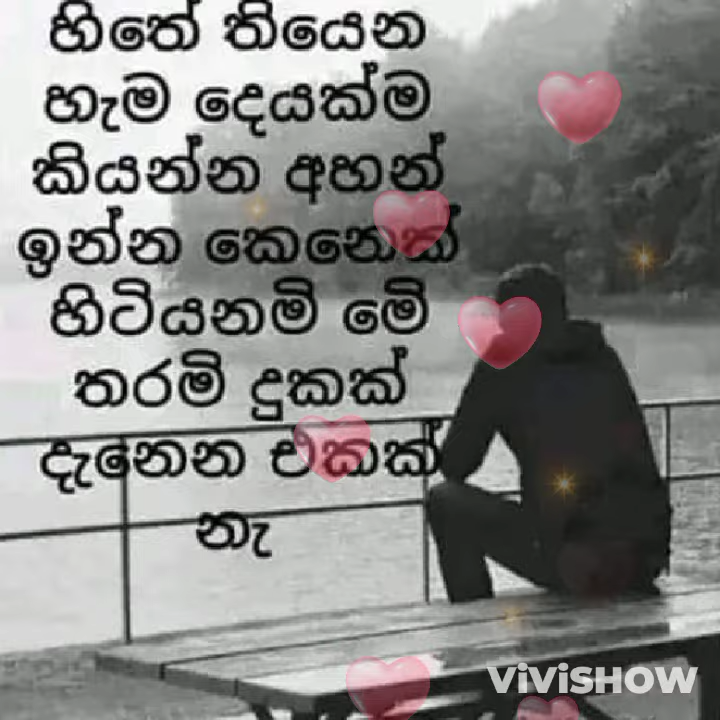 හිතේ තියෙන
හැම දෙයක්ම
කියන්න අහන්
ඉන්න කෙනෙක්
හිටියනම් මේ
තරම් දුකක්
දැනෙන එකක්
නෑ
ViViSHOW